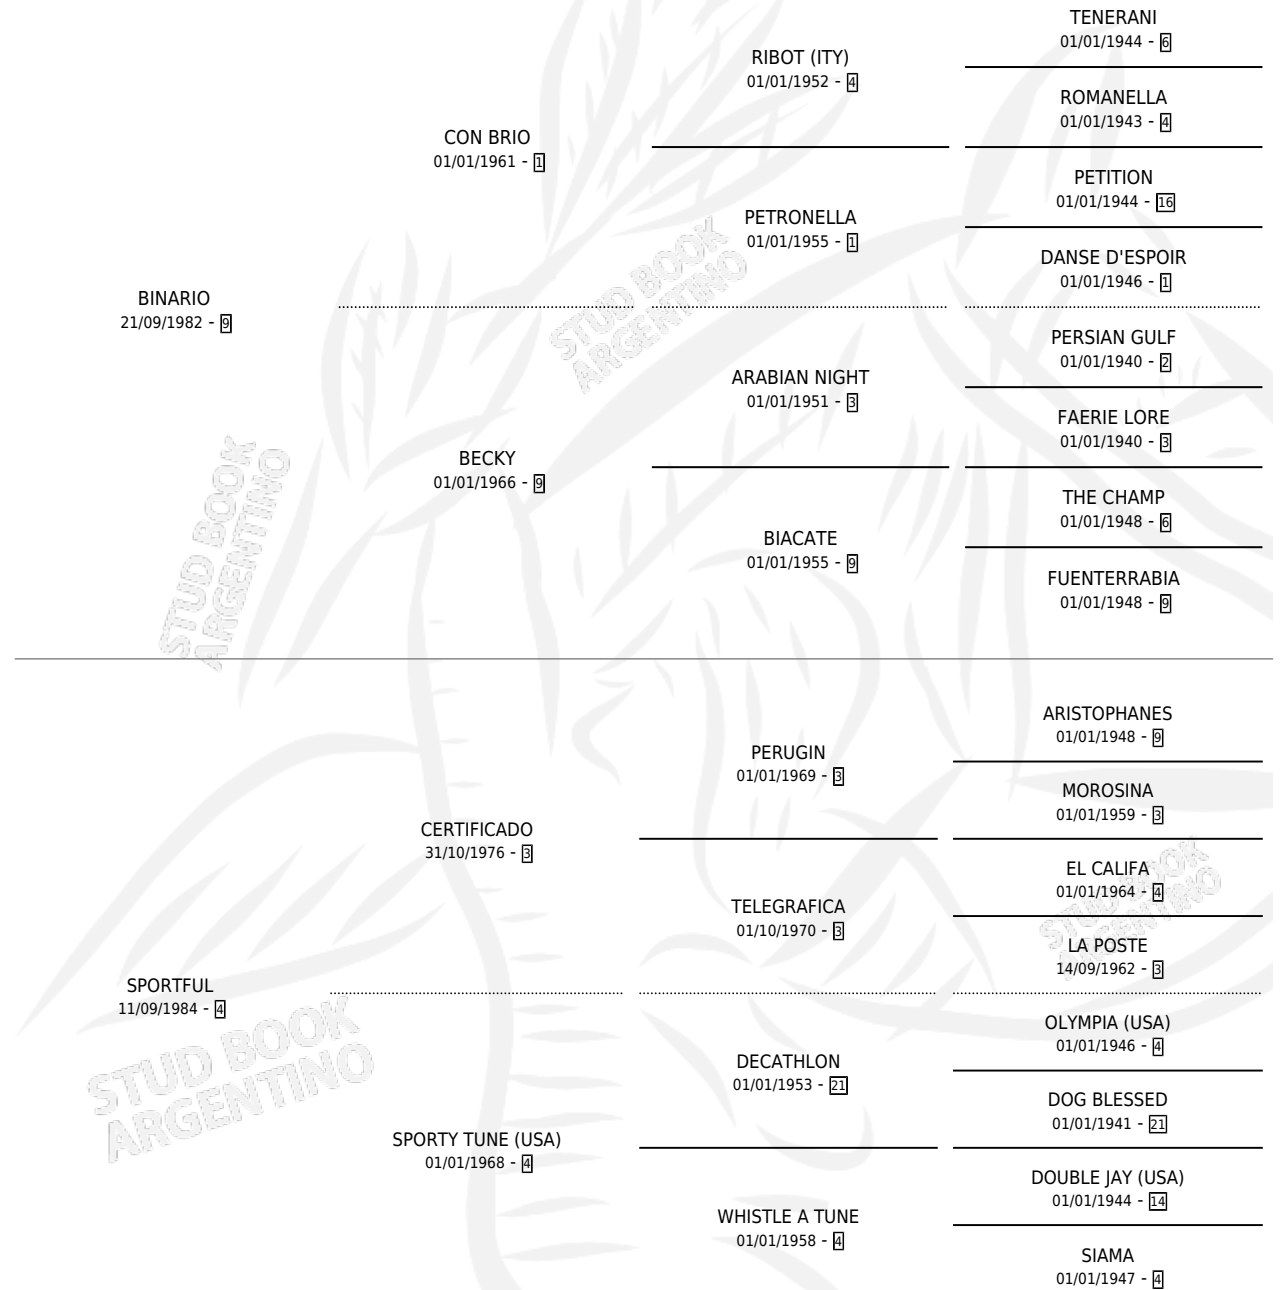 TENERANI
01/01/1944 - 6
RIBOT (ITY)
01/01/1952 - 4
ROMANELLA
01/01/1943 - 4
CON BRIO
01/01/1961 - 1
PETITION
01/01/1944 - 16
PETRONELLA
01/01/1955 - 1
DANSE D'ESPOIR
01/01/1946 - 1
BINARIO
21/09/1982 - 9
PERSIAN GULF
01/01/1940 - 2
ARABIAN NIGHT
01/01/1951 - 3
FAERIE LORE
01/01/1940 - 3
BECKY
01/01/1966 - 9
THE CHAMP
01/01/1948 - 6
BIACATE
01/01/1955 - 9
FUENTERRABIA
01/01/1948 - 9
STUD BOOK
ARGENTINO
STUD BOOK
ARGENTINO
ARISTOPHANES
01/01/1948 - 9
PERUGIN
01/01/1969 - 3
MOROSINA
01/01/1959 - 3
CERTIFICADO
31/10/1976 - 3
EL CALIFA
01/01/1964 - 4
TELEGRAFICA
01/10/1970 - 3
LA POSTE
14/09/1962 - 3
SPORTFUL
11/09/1984 - 4
OLYMPIA (USA)
01/01/1946 - 4
DECATHLON
01/01/1953 - 21
DOG BLESSED
01/01/1941 - 21
SPORTY TUNE (USA)
01/01/1968 - 4
DOUBLE JAY (USA)
01/01/1944 - 14
WHISTLE A TUNE
01/01/1958 - 4
SIAMA
01/01/1947 - 4
STUD BOOK
ARGENTINO
STUD BOOK
ARGENTINO